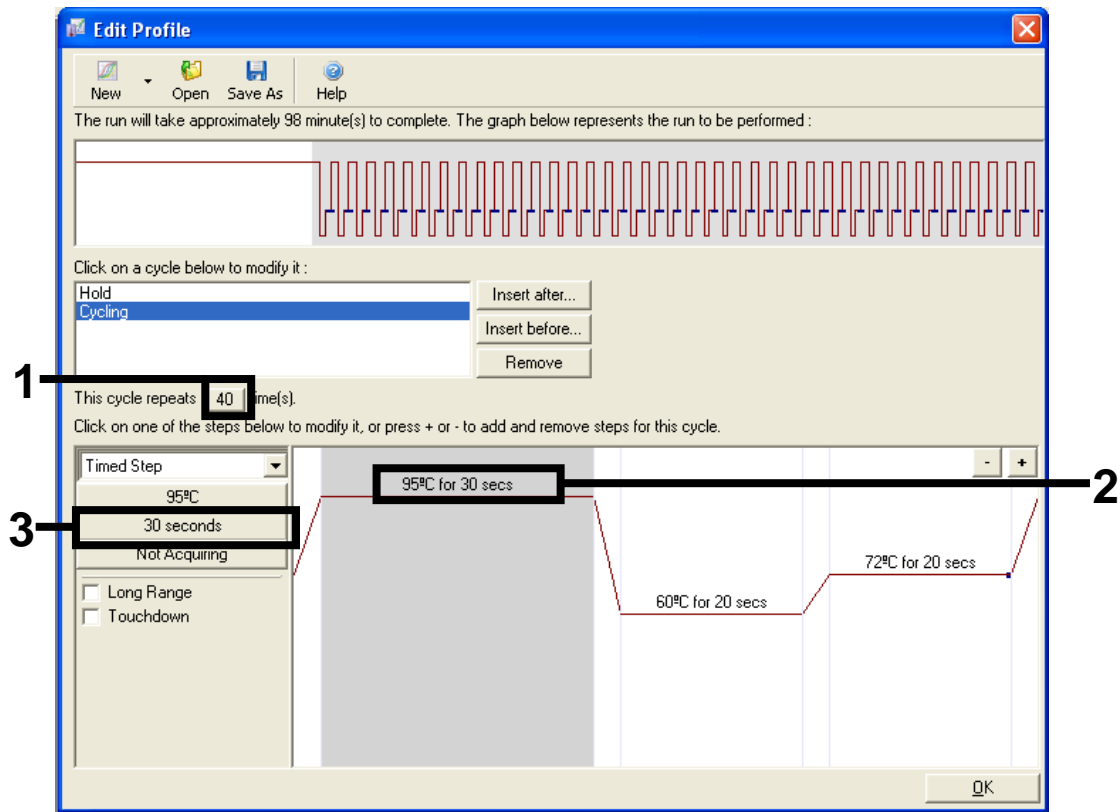 Edit Profile
New Open Save As Help
The run will take approximately 98 minute(s) to complete. The graph below represents the run to be performed :
Click on a cycle below to modify it :
Hold
Cycling
Insert after...
Insert before...
Remove
1
This cycle repeats 40 ime(s).
Click on one of the steps below to modify it, or press + or - to add and remove steps for this cycle.
Timed Step
- +
95ºC
95ºC for 30 secs
2
3
30 seconds
Not Acquiring
72ºC for 20 secs
Long Range
60ºC for 20 secs
Touchdown
OK